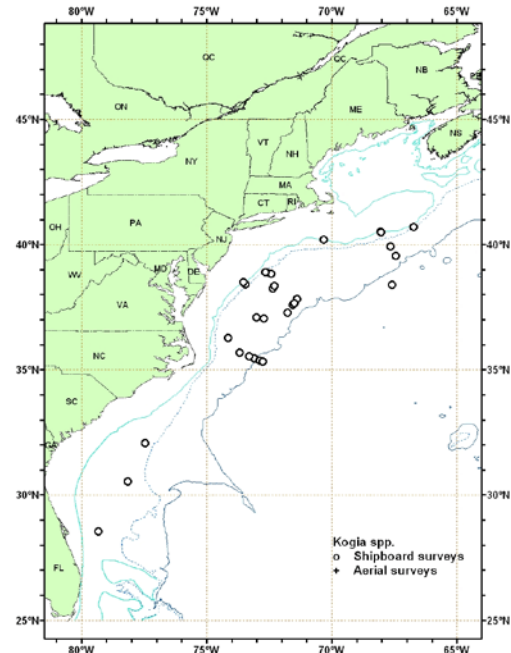 80°W 75°W 70°W 65°W
QC QC NB PE
ON ME
45°N 45°N
NS
VT
NH
NY
MA
CT RI
PA
OH
NJ
40°N 40°N
MD DE
WV
VA
NC
35°N 35°N
SC
GA
30°N 30°N
Kogia spp.
Shipboard surveys
Aerial surveys
FL
25°N 25°N
80°W 75°W 70°W 65°W